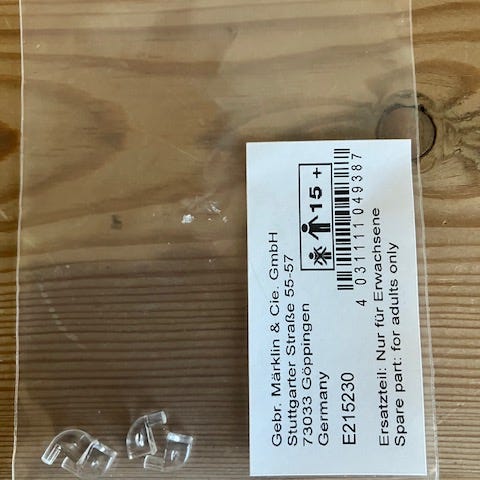 Gebr. Märklin & Cie. GmbH
Stuttgarter Straße 55-57
73033 Göppingen
Germany
15 +
E215230
4 031111 049387
Ersatzteil: Nur für Erwachsene
Spare part: for adults only